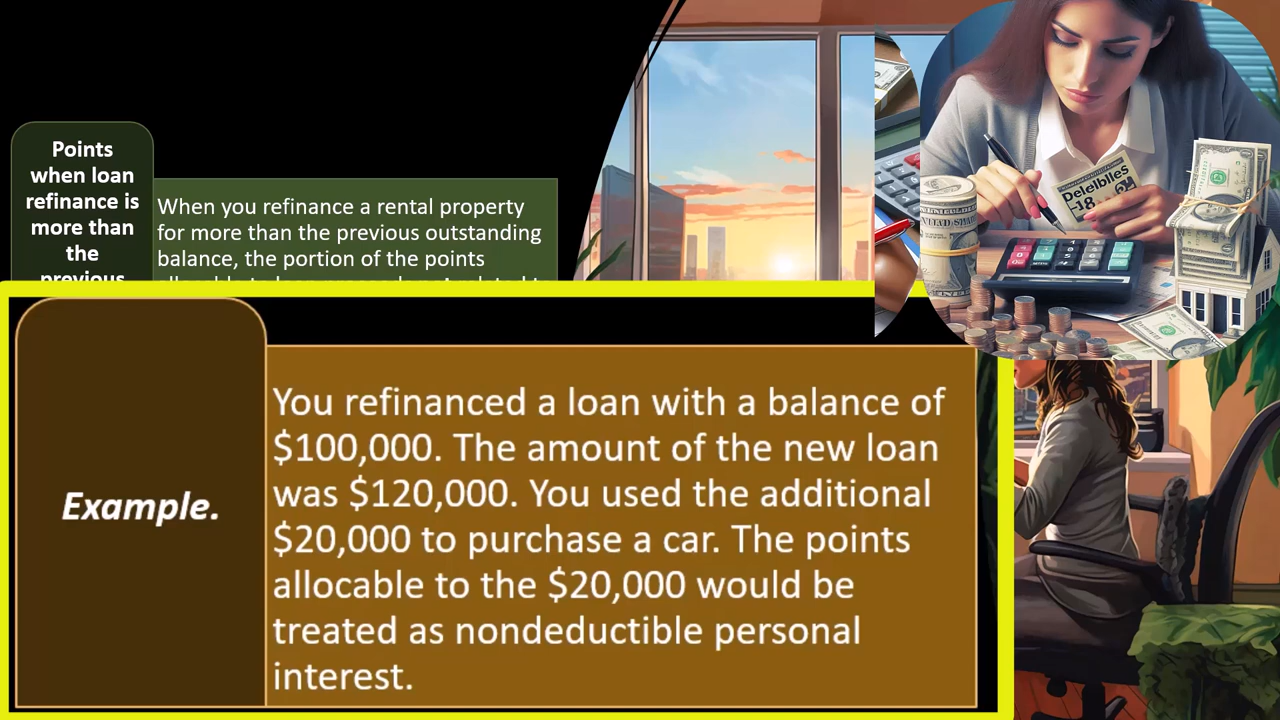 Points
when loan
refinance is
more than
the
previous
When you refinance a rental property
for more than the previous outstanding
balance, the portion of the points
Example.
You refinanced a loan with a balance of
$100,000. The amount of the new loan
was $120,000. You used the additional
$20,000 to purchase a car. The points
allocable to the $20,000 would be
treated as nondeductible personal
interest.
Delelblles